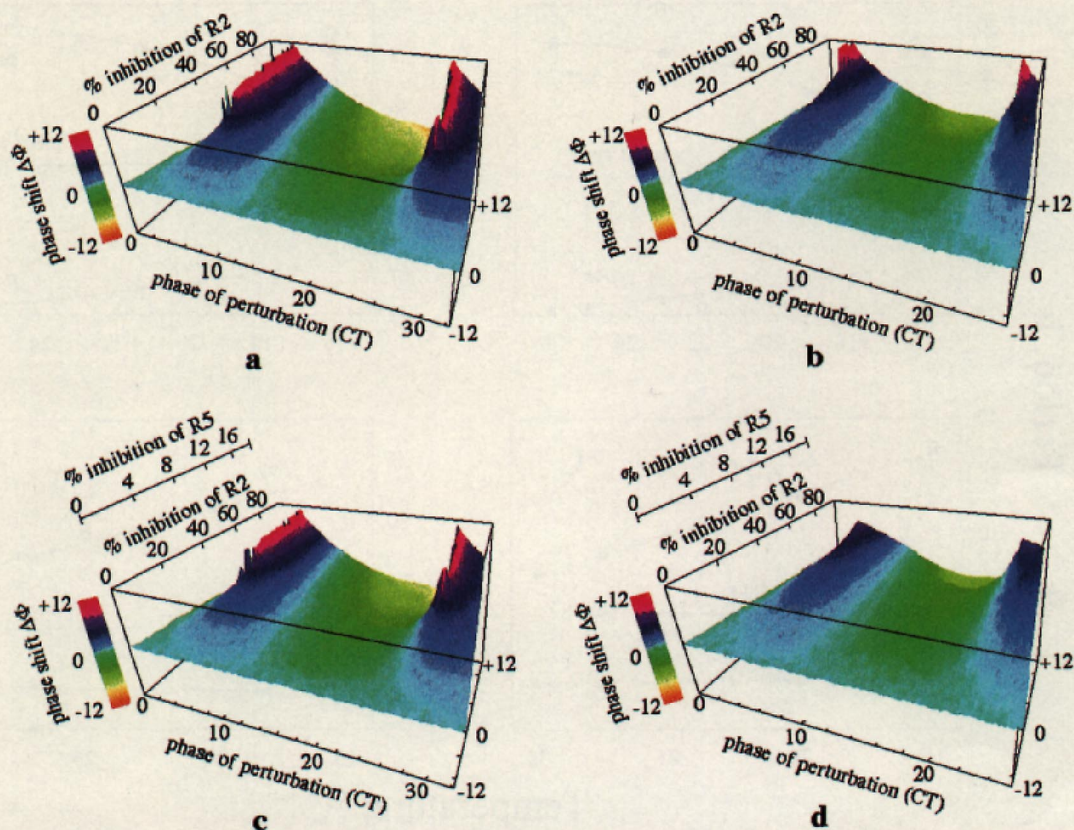 % inhibition of R2
0 20 40 60 80
+12
0
-12
phase shift ΔΦ
0 10 20 30
phase of perturbation (CT)
+12
0
-12
a
% inhibition of R2
0 20 40 60 80
+12
0
-12
phase shift ΔΦ
0 10 20
phase of perturbation (CT)
+12
0
-12
b
% inhibition of R5
0 4 8 12 16
% inhibition of R2
0 20 40 60 80
+12
0
-12
phase shift ΔΦ
0 10 20 30
phase of perturbation (CT)
+12
0
-12
c
% inhibition of R5
0 4 8 12 16
% inhibition of R2
0 20 40 60 80
+12
0
-12
phase shift ΔΦ
0 10 20
phase of perturbation (CT)
+12
0
-12
d